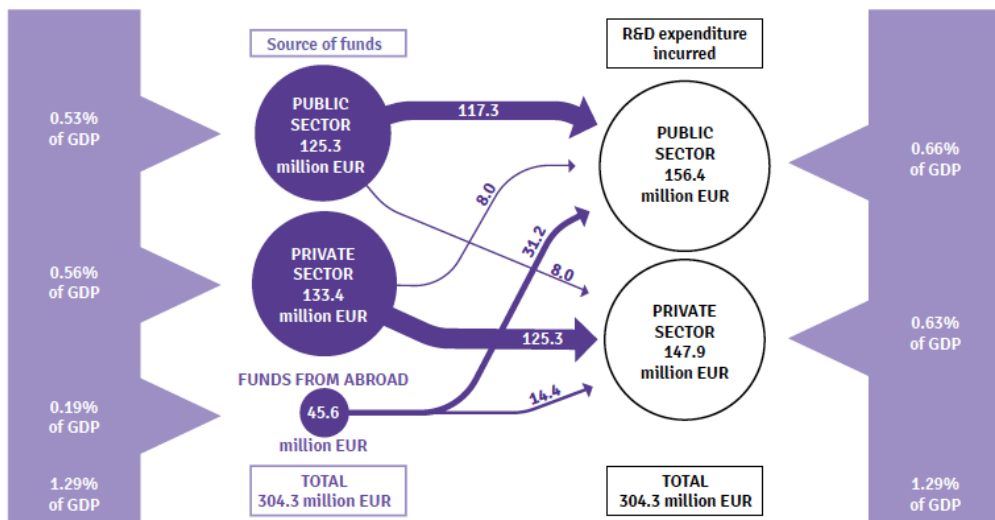 Source of funds
R&D expenditure
incurred
0.53%
of GDP
0.56%
of GDP
0.19%
of GDP
1.29%
of GDP
PUBLIC
SECTOR
125.3
million EUR
PRIVATE
SECTOR
133.4
million EUR
FUNDS FROM ABROAD
45.6
million EUR
TOTAL
304.3 million EUR
117.3
8.0
31.2
8.0
125.3
14.4
PUBLIC
SECTOR
156.4
million EUR
PRIVATE
SECTOR
147.9
million EUR
TOTAL
304.3 million EUR
0.66%
of GDP
0.63%
of GDP
1.29%
of GDP